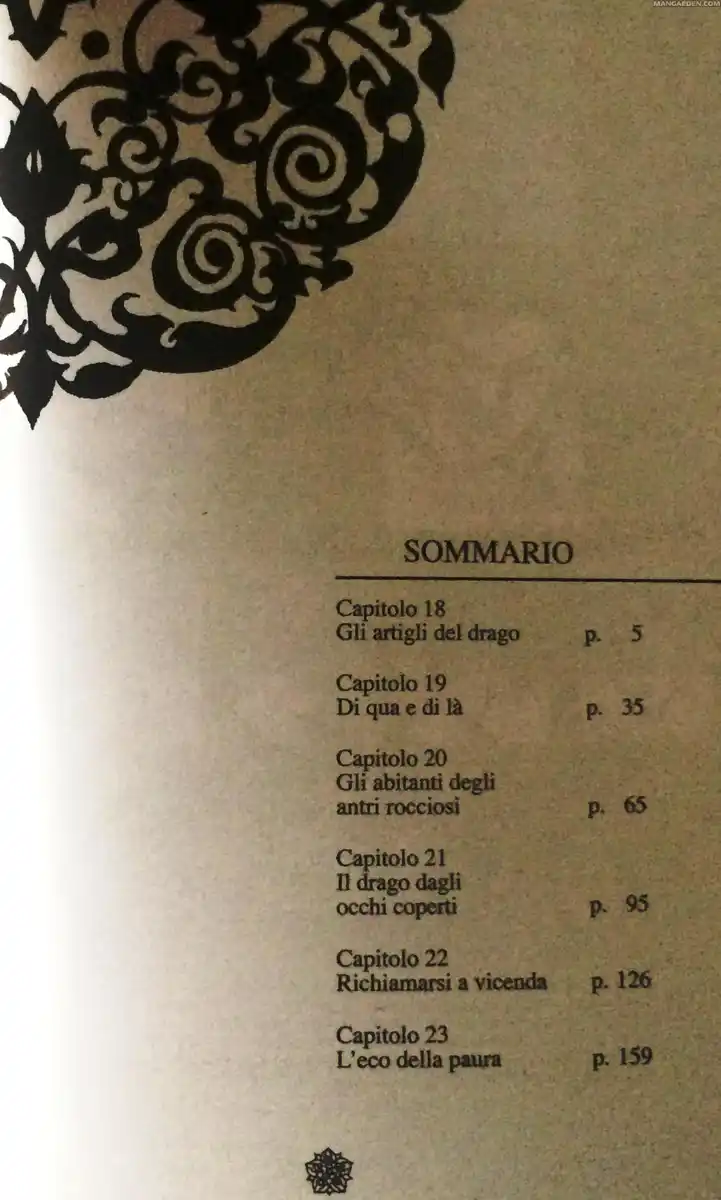 MANGAEDEN.COM
SOMMARIO
Capitolo 18
Gli artigli del drago p. 5
Capitolo 19
Di qua e di là p. 35
Capitolo 20
Gli abitanti degli
antri rocciosi p. 65
Capitolo 21
Il drago dagli
occhi coperti p. 95
Capitolo 22
Richiamarsi a vicenda p. 126
Capitolo 23
L'eco della paura p. 159